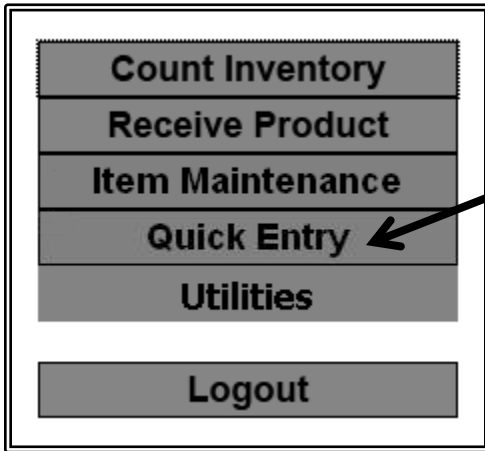 Count Inventory
Receive Product
Item Maintenance
Quick Entry
Utilities
Logout